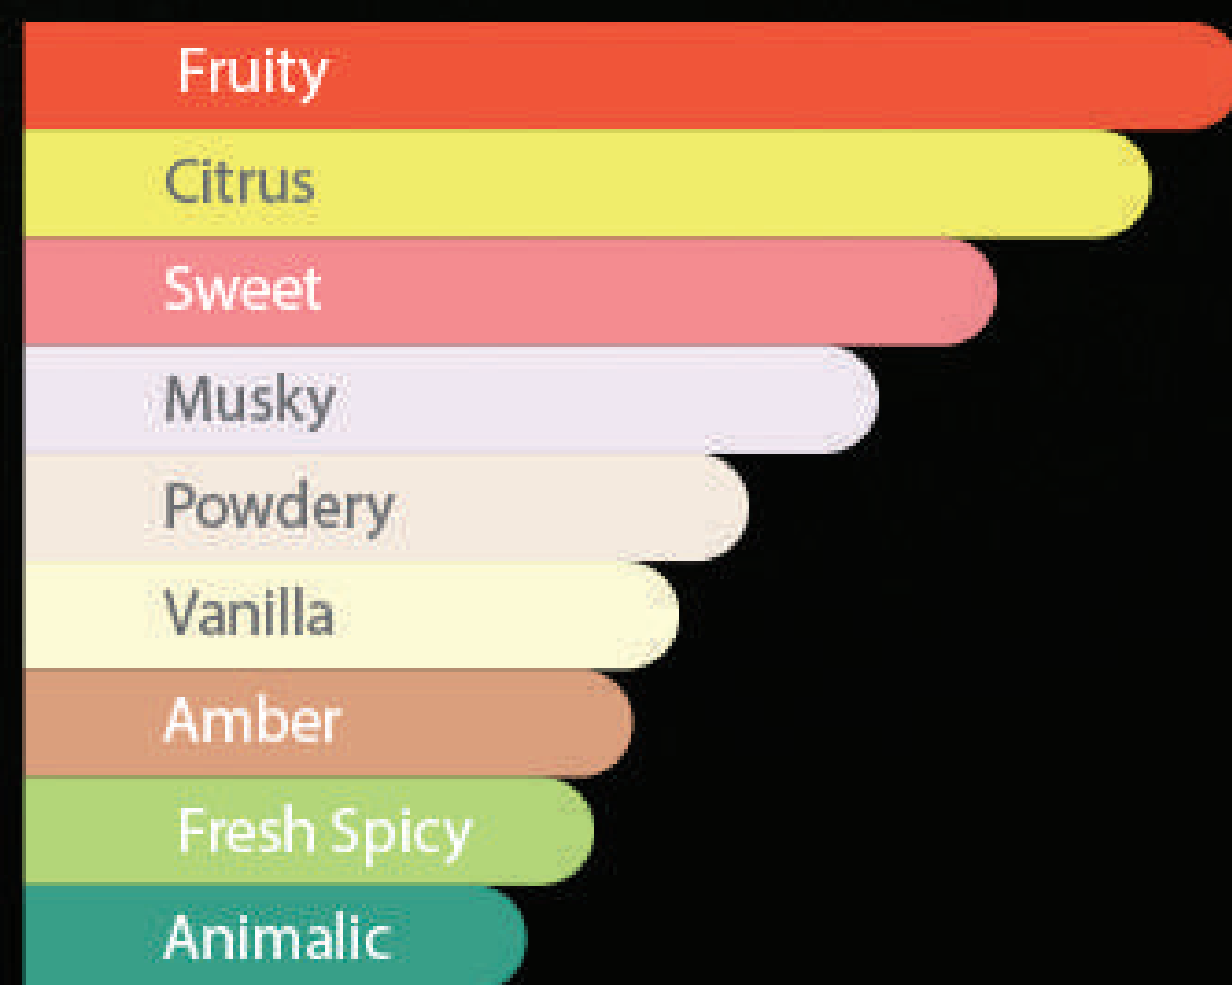 Fruity
Citrus
Sweet
Musky
Powdery
Vanilla
Amber
Fresh Spicy
Animalic